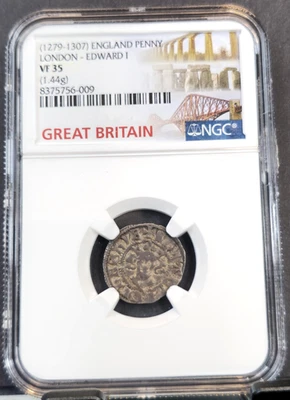 (1279-1307) ENGLAND PENNY
LONDON - EDWARD I
VF 35
(1.44g)
8375756-009
GREAT BRITAIN
NGC®